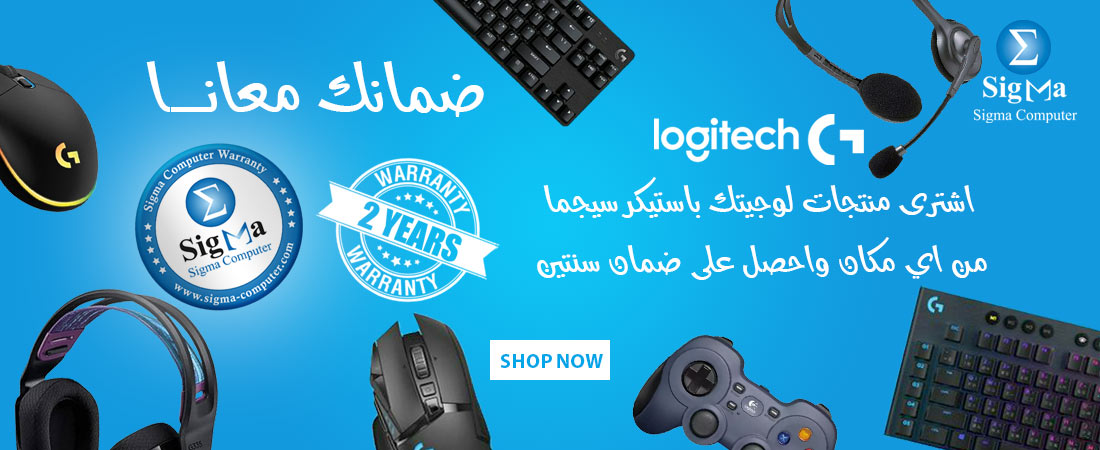 ضمانك معانـــا
Sigma Computer Warranty
Σ
SigMa
Sigma Computer
www.sigma-computer.com
WARRANTY
2 YEARS
WARRANTY
Σ
SigMa
Sigma Computer
logitech G
اشترى منتجات لوجيتك باستيكر سيجما
من اي مكان واحصل على ضمان سنتين
SHOP NOW